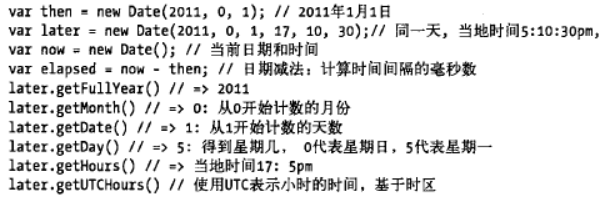 var then = new Date(2011, 0, 1); // 2011年1月1日
var later = new Date(2011, 0, 1, 17, 10, 30);// 同一天, 当地时间5:10:30pm,
var now = new Date(); // 当前日期和时间
var elapsed = now - then; // 日期减法：计算时间间隔的毫秒数
later.getFullYear() // => 2011
later.getMonth() // => 0: 从0开始计数的月份
later.getDate() // => 1: 从1开始计数的天数
later.getDay() // => 5: 得到星期几， 0代表星期日，5代表星期一
later.getHours() // => 当地时间17: 5pm
later.getUTCHours() // 使用UTC表示小时的时间，基于时区